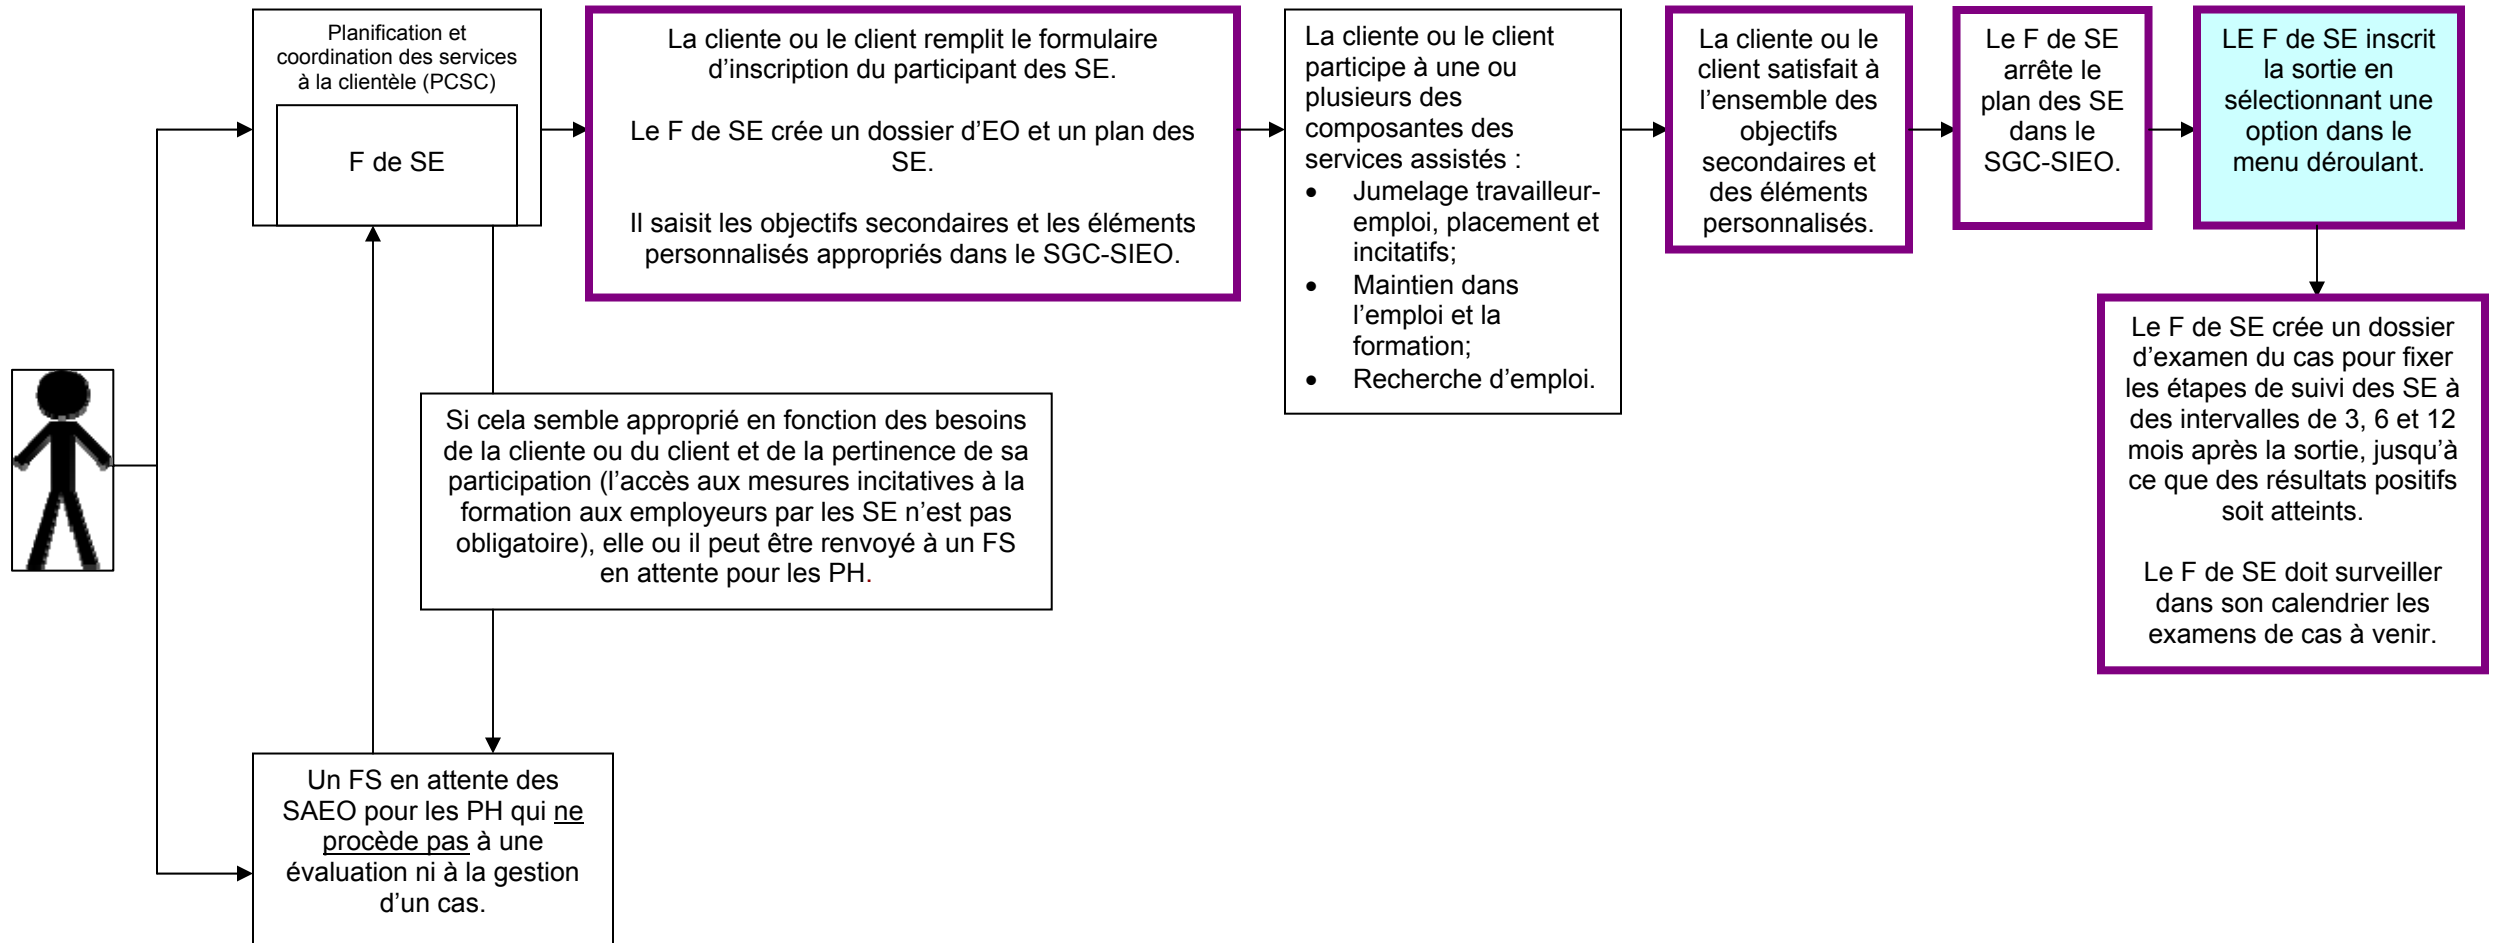 Planification et
coordination des services
à la clientèle (PCSC)
F de SE
La cliente ou le client remplit le formulaire
d’inscription du participant des SE.
Le F de SE crée un dossier d’EO et un plan des
SE.
Il saisit les objectifs secondaires et les éléments
personnalisés appropriés dans le SGC-SIEO.
La cliente ou le client
participe à une ou
plusieurs des
composantes des
services assistés :
• Jumelage travailleur-
emploi, placement et
incitatifs;
• Maintien dans
l’emploi et la
formation;
• Recherche d’emploi.
La cliente ou le
client satisfait à
l’ensemble des
objectifs
secondaires et
des éléments
personnalisés.
Le F de SE
arrête le
plan des SE
dans le
SGC-SIEO.
LE F de SE inscrit
la sortie en
sélectionnant une
option dans le
menu déroulant.
Le F de SE crée un dossier
d’examen du cas pour fixer
les étapes de suivi des SE à
des intervalles de 3, 6 et 12
mois après la sortie, jusqu’à
ce que des résultats positifs
soit atteints.
Le F de SE doit surveiller
dans son calendrier les
examens de cas à venir.
Si cela semble approprié en fonction des besoins
de la cliente ou du client et de la pertinence de sa
participation (l’accès aux mesures incitatives à la
formation aux employeurs par les SE n’est pas
obligatoire), elle ou il peut être renvoyé à un FS
en attente pour les PH.
Un FS en attente des
SAEO pour les PH qui ne
procède pas à une
évaluation ni à la gestion
d’un cas.